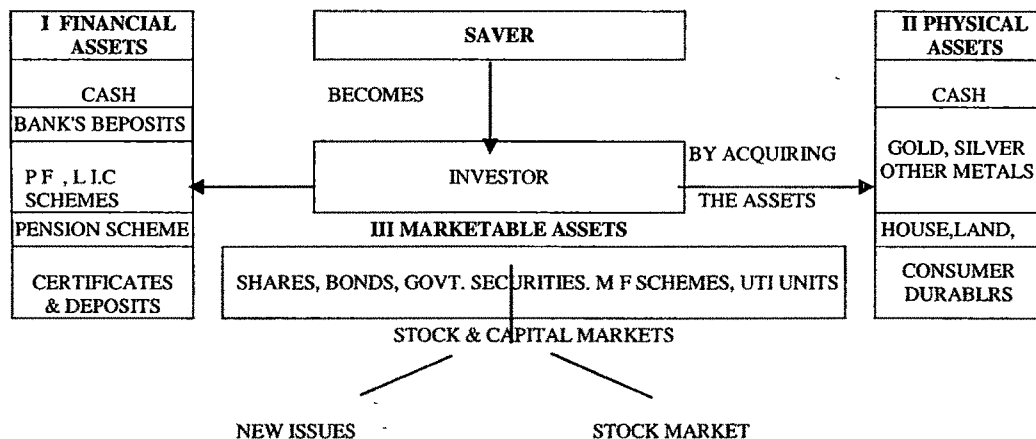 I FINANCIAL
ASSETS
CASH
BANK'S BEPOSITS
P F , L I.C
SCHEMES
PENSION SCHEME
CERTIFICATES
& DEPOSITS
SAVER
BECOMES
INVESTOR
BY ACQUIRING
THE ASSETS
III MARKETABLE ASSETS
SHARES, BONDS, GOVT. SECURITIES. M F SCHEMES, UTI UNITS
STOCK & CAPITAL MARKETS
NEW ISSUES
STOCK MARKET
II PHYSICAL
ASSETS
CASH
GOLD, SILVER
OTHER METALS
HOUSE,LAND,
CONSUMER
DURABLRS